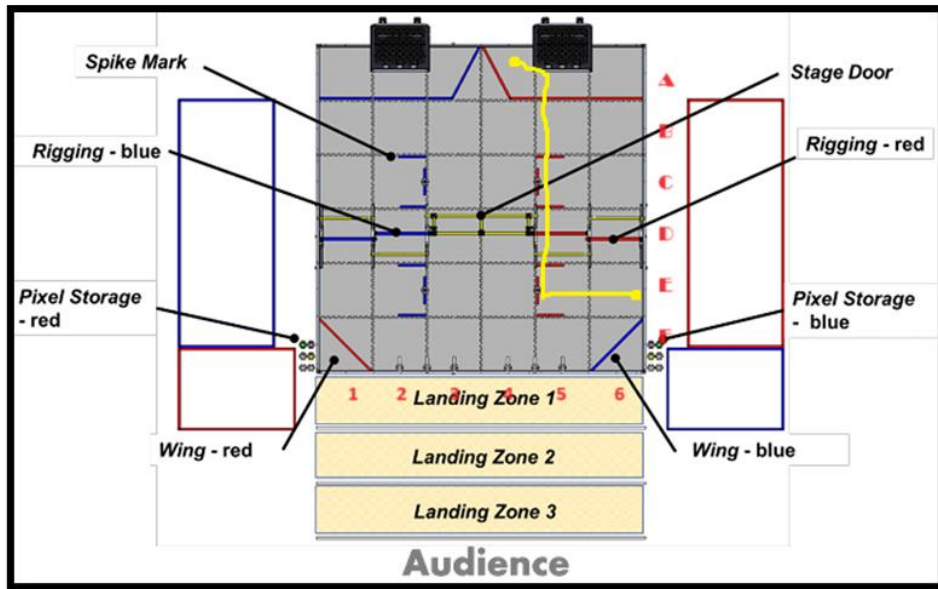 Spike Mark
Stage Door
A
B
Rigging - blue
Rigging - red
C
D
E
Pixel Storage
- red
Pixel Storage
- blue
F
1 2 3 4 5 6
Landing Zone 1
Wing - red
Wing - blue
Landing Zone 2
Landing Zone 3
Audience